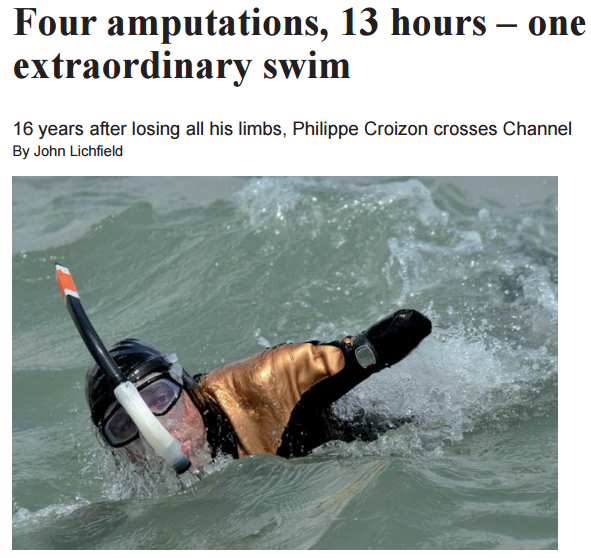 Four amputations, 13 hours – one
extraordinary swim
16 years after losing all his limbs, Philippe Croizon crosses Channel
By John Lichfield